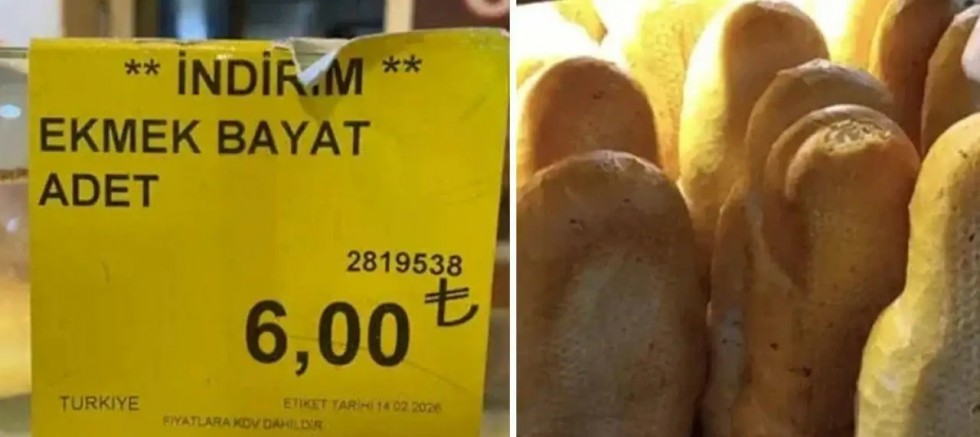 ** İNDİRİM **
EKMEK BAYAT
ADET
2819538
6,00 ₺
TURKIYE
ETİKET TARİHİ 14 02 2026
FİYATLARA KDV DAHİLDİR